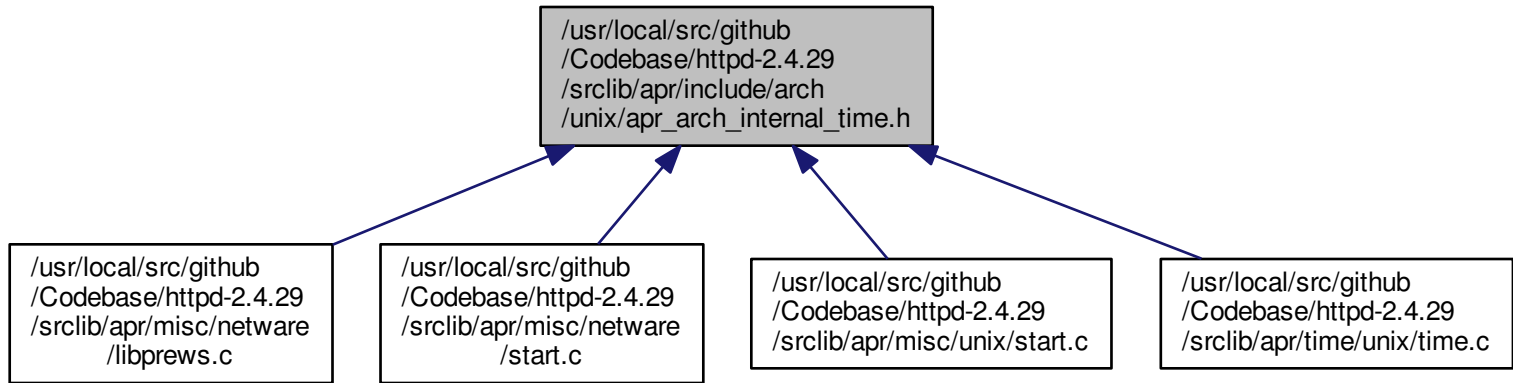 /usr/local/src/github
/Codebase/httpd-2.4.29
/srclib/apr/include/arch
/unix/apr_arch_internal_time.h
/usr/local/src/github
/Codebase/httpd-2.4.29
/srclib/apr/misc/netware
/libprews.c
/usr/local/src/github
/Codebase/httpd-2.4.29
/srclib/apr/misc/netware
/start.c
/usr/local/src/github
/Codebase/httpd-2.4.29
/srclib/apr/misc/unix/start.c
/usr/local/src/github
/Codebase/httpd-2.4.29
/srclib/apr/time/unix/time.c